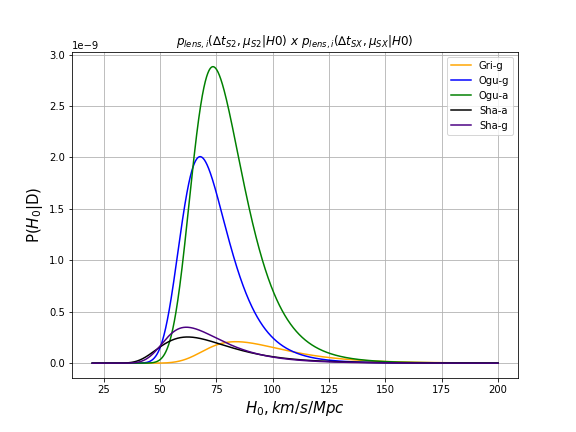 p_{lens, i}(Δt_{S2}, μ_{S2}|H0) x p_{lens, i}(Δt_{SX}, μ_{SX}|H0)
1e−9
3.0
2.5
2.0
1.5
1.0
0.5
0.0
P(H_0|D)
Gri-g
Ogu-g
Ogu-a
Sha-a
Sha-g
25 50 75 100 125 150 175 200
H_0, km/s/Mpc